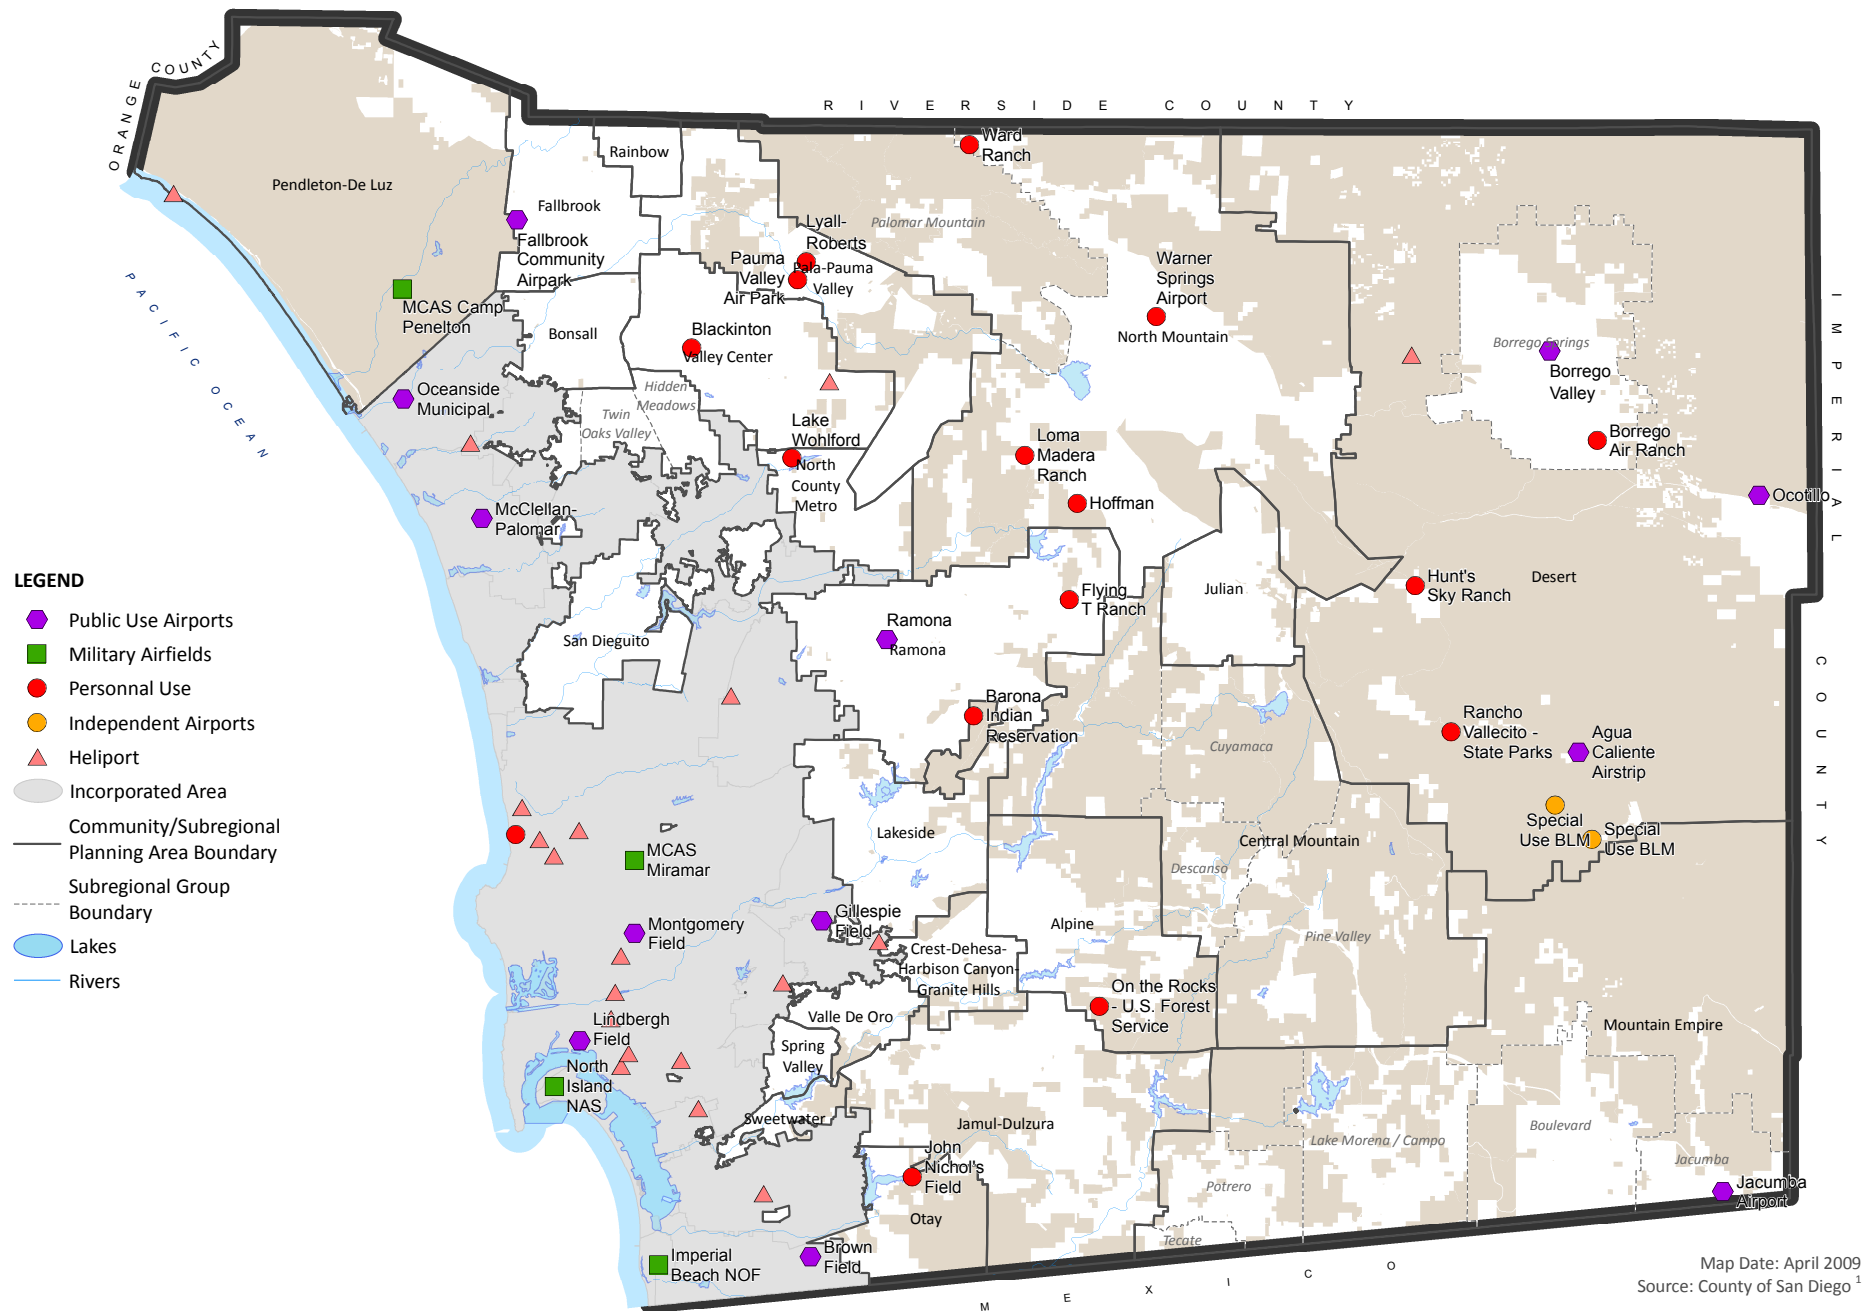 ORANGE COUNTY
RIVERSIDE COUNTY
IMPERIAL COUNTY
MEXICO
PACIFIC OCEAN
Pendleton-De Luz
Rainbow
Fallbrook
Fallbrook
Community
Airpark
Ward
Ranch
Palomar Mountain
Lyall-
Roberts
Pauma
Valley
Air Park
Pala-Pauma
Valley
Warner
Springs
Airport
North Mountain
MCAS Camp
Penelton
Bonsall
Blackinton
Valley Center
Borrego Springs
Borrego
Valley
Oceanside
Municipal
Hidden
Meadows
Twin
Oaks Valley
Lake
Wohlford
North
County
Metro
Loma
Madera
Ranch
Borrego
Air Ranch
Ocotillo
Hoffman
McClellan-
Palomar
Flying
T Ranch
Julian
Hunt's
Sky Ranch
Desert
San Dieguito
Ramona
Ramona
Barona
Indian
Reservation
Cuyamaca
Rancho
Vallecito -
State Parks
Agua
Caliente
Airstrip
Special
Use BLM
Special
Use BLM
Lakeside
Central Mountain
Descanso
MCAS
Miramar
Montgomery
Field
Gillespie
Field
Alpine
Pine Valley
Crest-Dehesa-
Harbison Canyon-
Granite Hills
On the Rocks
- U.S. Forest
Service
Valle De Oro
Lindbergh
Field
Spring
Valley
Mountain Empire
North
Island
NAS
Sweetwater
Jamul-Dulzura
Lake Morena / Campo
Boulevard
Jacumba
John
Nichol's
Field
Potrero
Jacumba
Airport
Otay
Tecate
Brown
Field
Imperial
Beach NOF
LEGEND
Public Use Airports
Military Airfields
Personnal Use
Independent Airports
Heliport
Incorporated Area
Community/Subregional
Planning Area Boundary
Subregional Group
Boundary
Lakes
Rivers
Map Date: April 2009
Source: County of San Diego 1